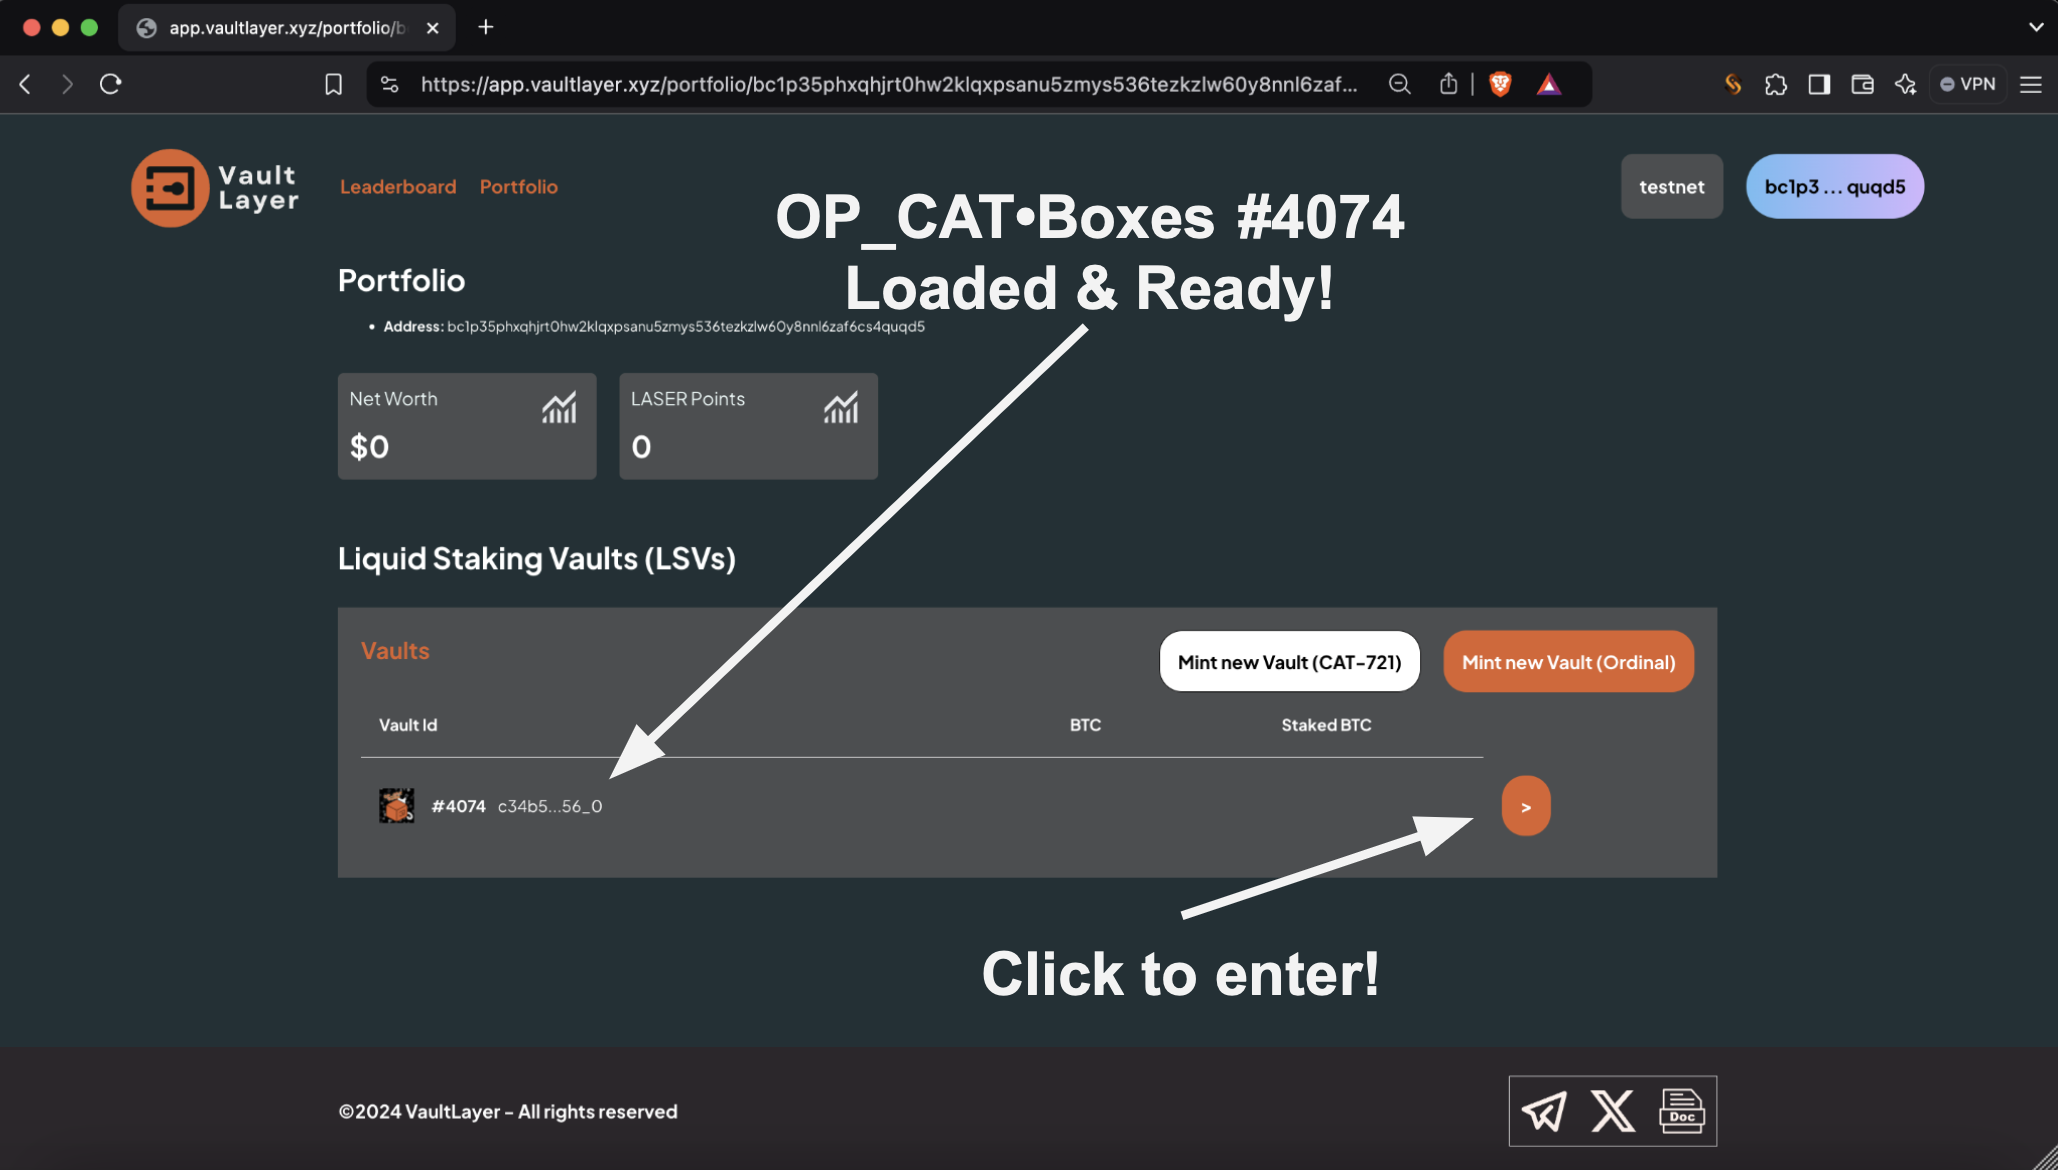 app.vaultlayer.xyz/portfolio/b
https://app.vaultlayer.xyz/portfolio/bc1p35phxqhjrt0hw2klqxpsanu5zmys536tezkzlw60y8nnl6zaf...
VPN
Vault
Layer
Leaderboard
Portfolio
testnet
bc1p3 ... quqd5
OP_CAT•Boxes #4074
Loaded & Ready!
Portfolio
• Address: bc1p35phxqhjrt0hw2klqxpsanu5zmys536tezkzlw60y8nnl6zaf6cs4quqd5
Net Worth
$0
LASER Points
0
Liquid Staking Vaults (LSVs)
Vaults
Mint new Vault (CAT-721)
Mint new Vault (Ordinal)
Vault Id
BTC
Staked BTC
#4074 c34b5...56_0
>
Click to enter!
©2024 VaultLayer - All rights reserved
Doc